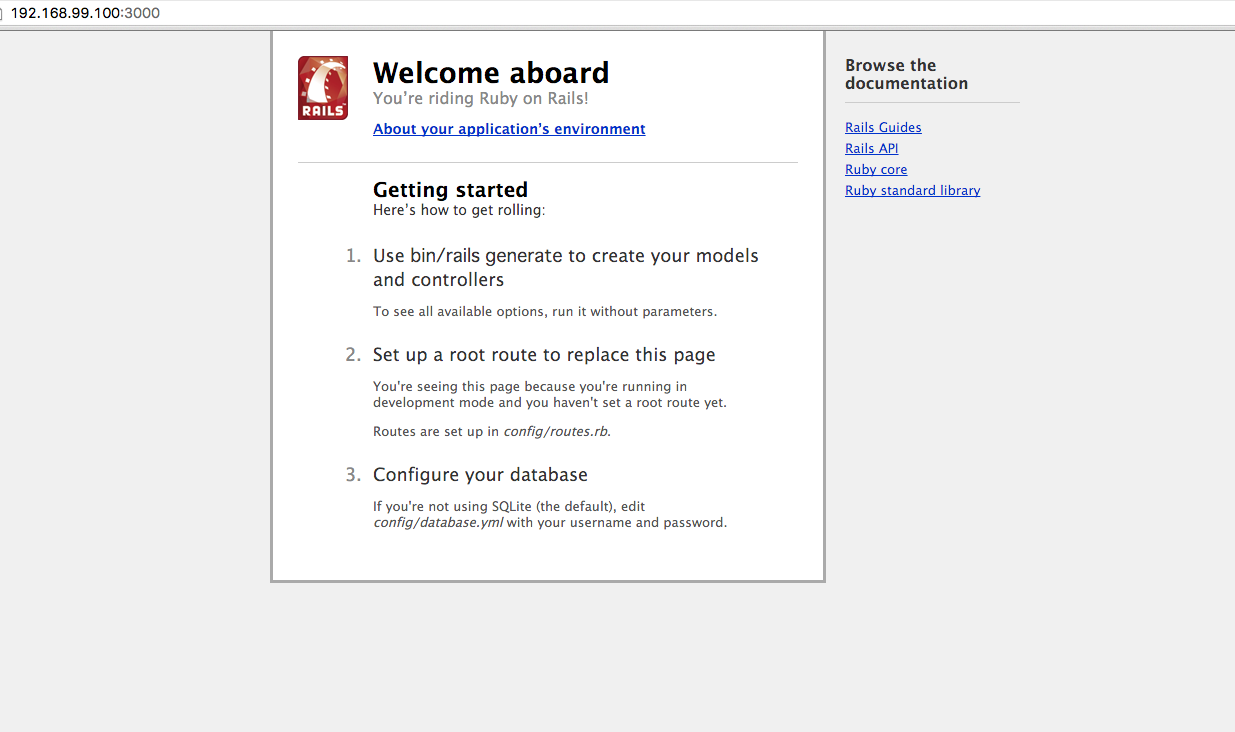 192.168.99.100:3000
RAILS
Welcome aboard
You’re riding Ruby on Rails!
About your application’s environment
Getting started
Here’s how to get rolling:
1. Use bin/rails generate to create your models
and controllers
To see all available options, run it without parameters.
2. Set up a root route to replace this page
You're seeing this page because you're running in
development mode and you haven't set a root route yet.
Routes are set up in config/routes.rb.
3. Configure your database
If you're not using SQLite (the default), edit
config/database.yml with your username and password.
Browse the
documentation
Rails Guides
Rails API
Ruby core
Ruby standard library